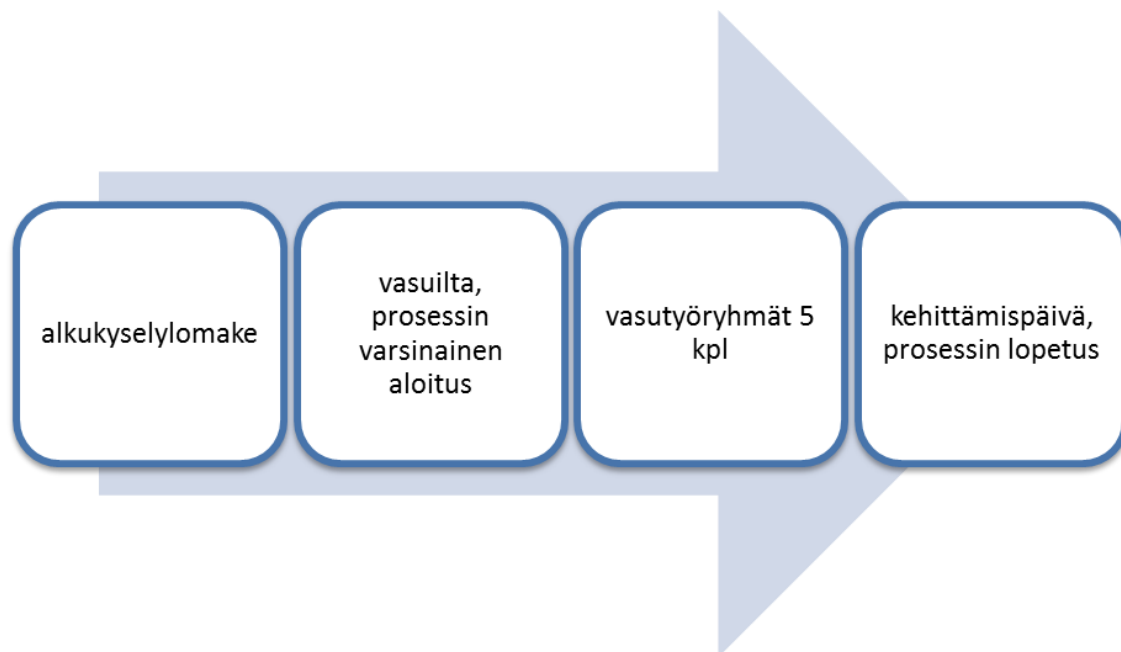 alkukyselylomake
vasuilta,
prosessin
varsinainen
aloitus
vasutyöryhmät 5
kpl
kehittämispäivä,
prosessin lopetus